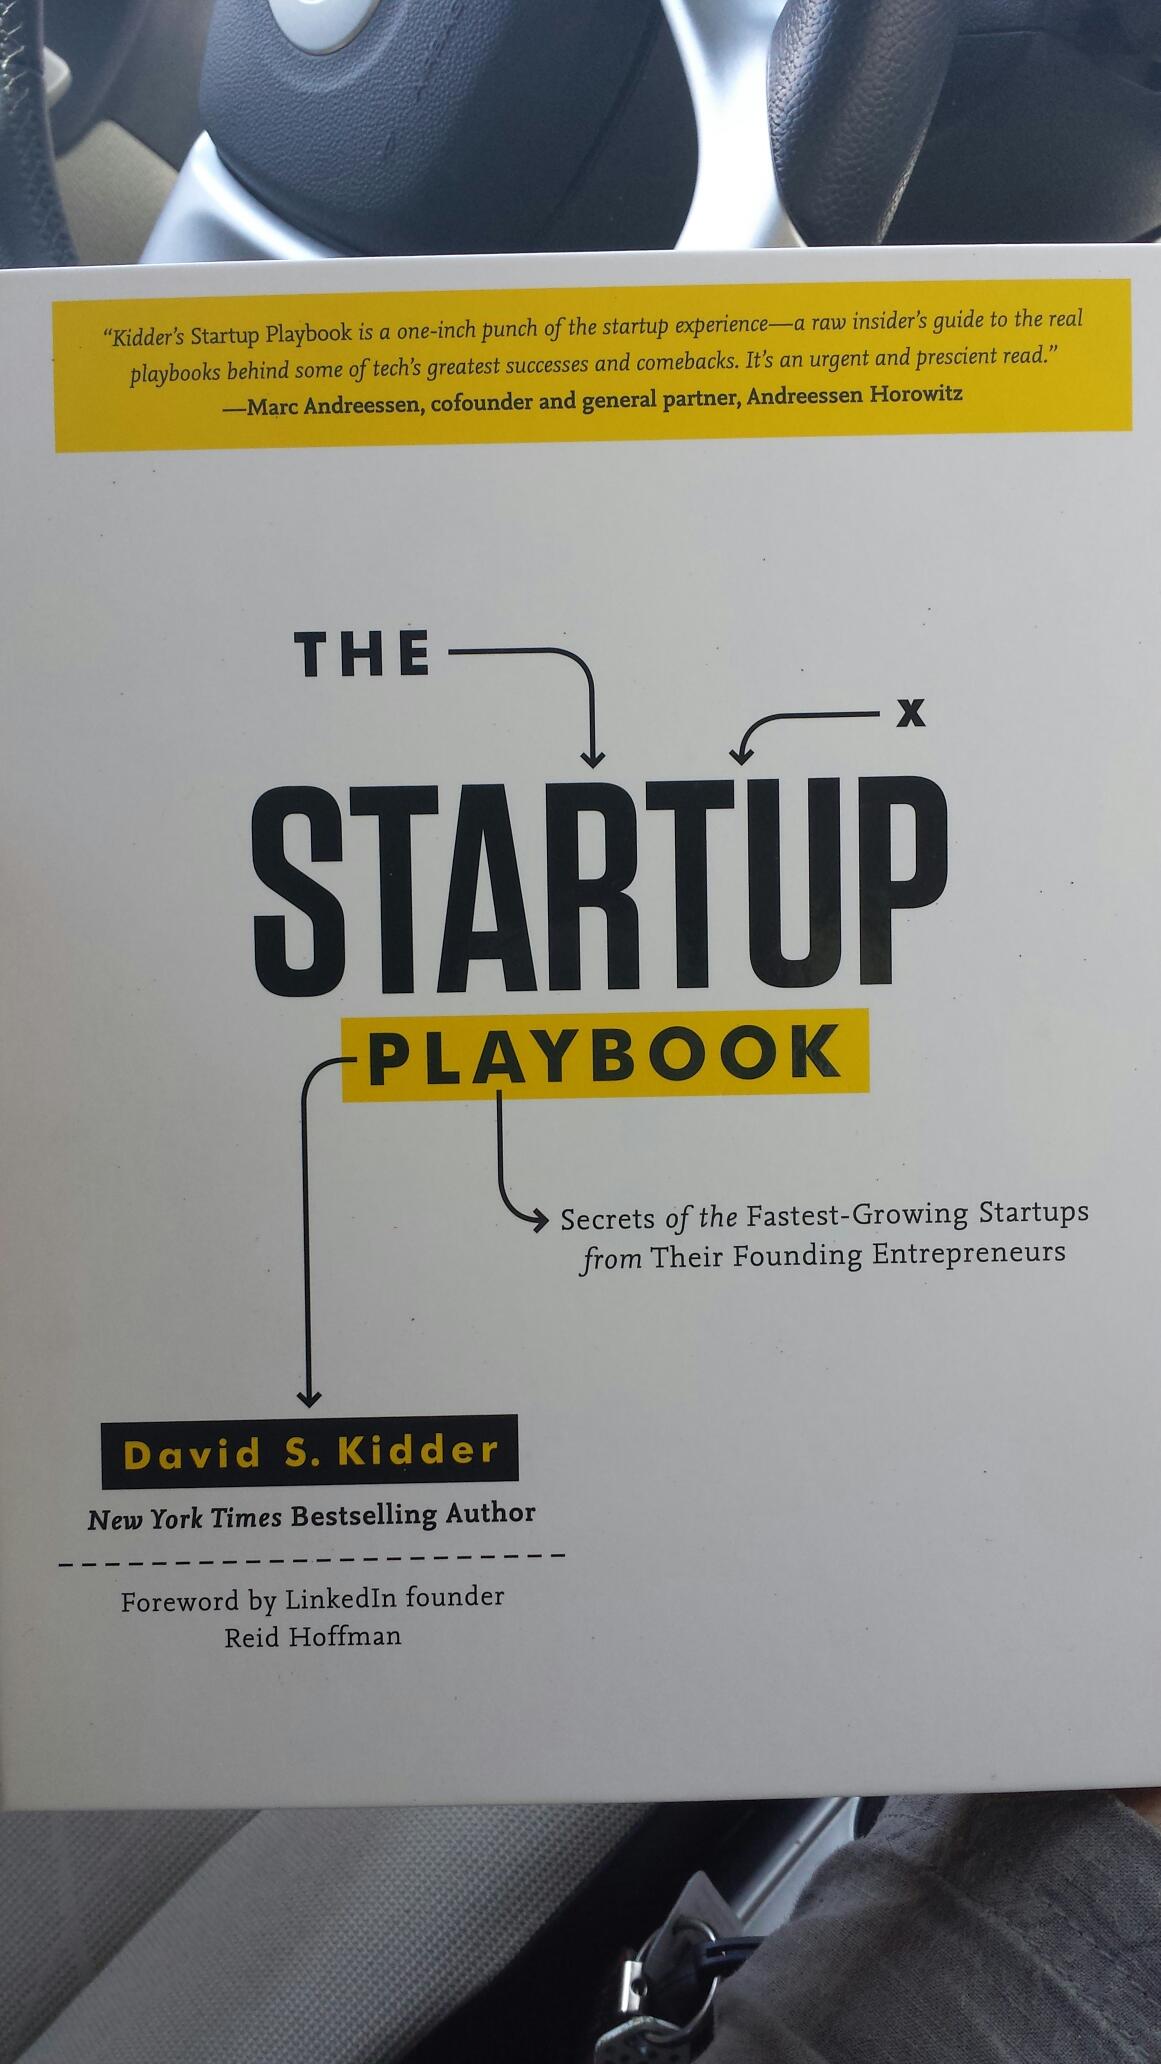 “Kidder’s Startup Playbook is a one-inch punch of the startup experience—a raw insider’s guide to the real
playbooks behind some of tech’s greatest successes and comebacks. It’s an urgent and prescient read.”
—Marc Andreessen, cofounder and general partner, Andreessen Horowitz
THE
X
STARTUP
PLAYBOOK
Secrets of the Fastest-Growing Startups
from Their Founding Entrepreneurs
David S. Kidder
New York Times Bestselling Author
Foreword by LinkedIn founder
Reid Hoffman